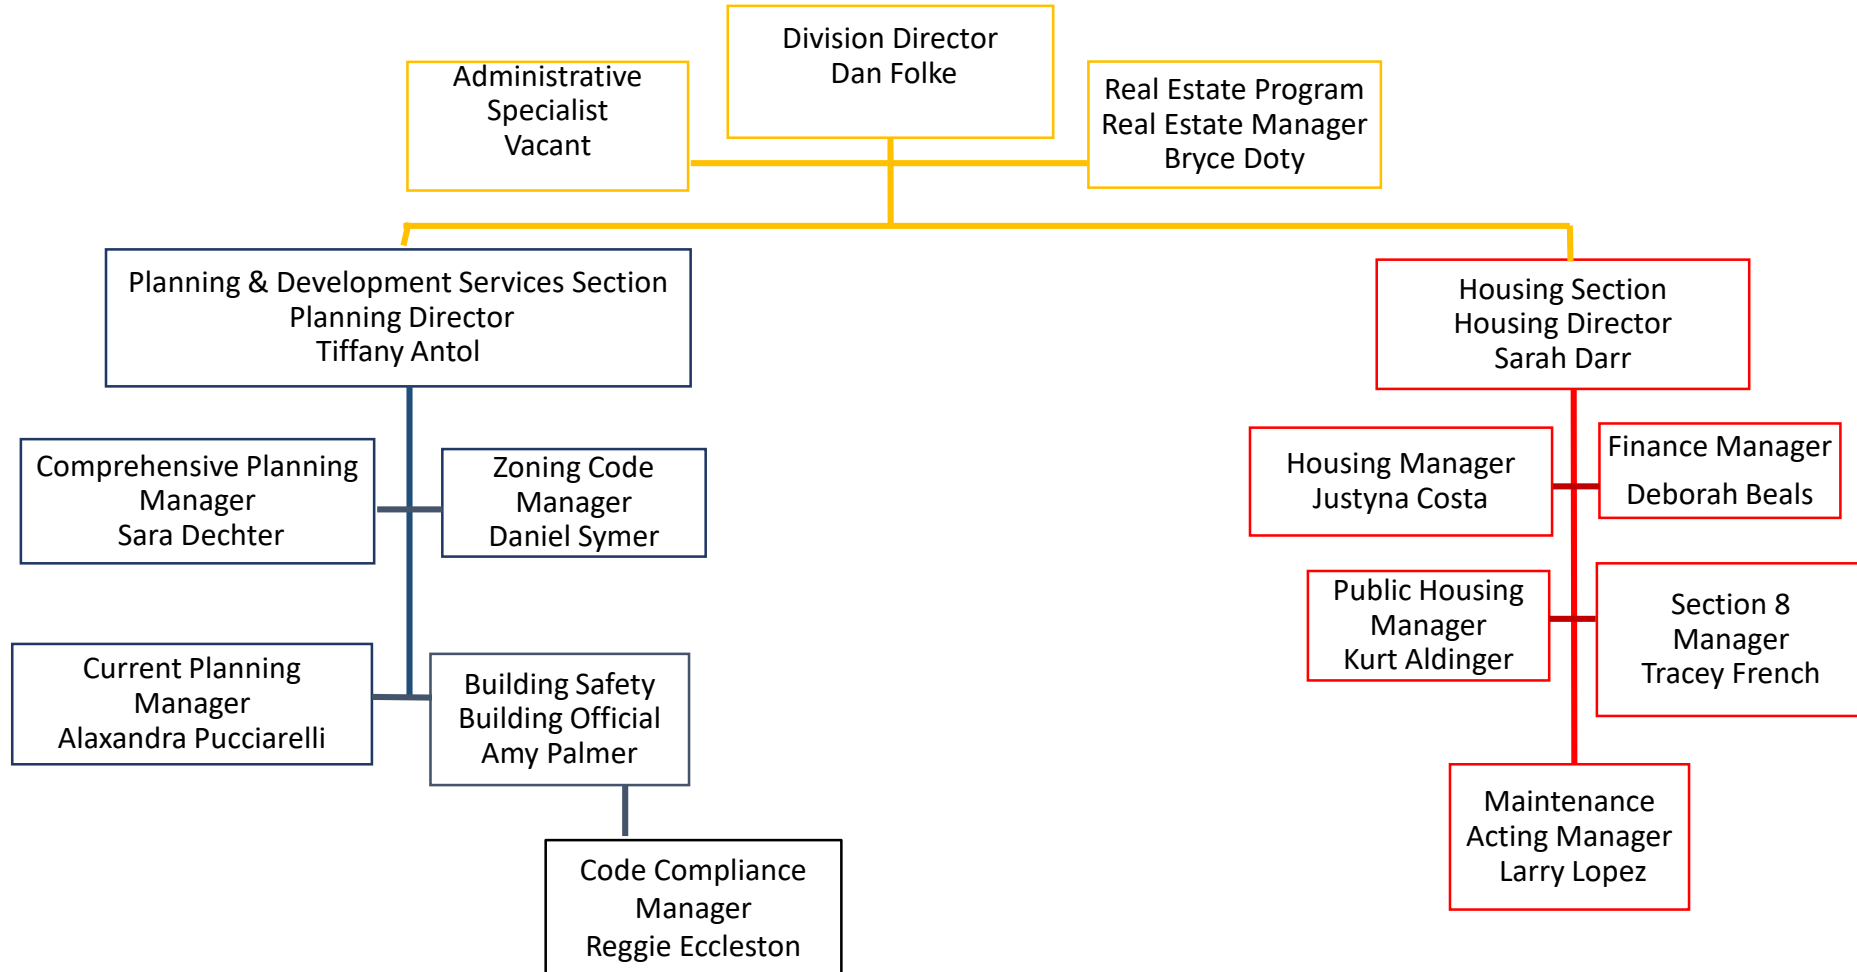 Division Director
Dan Folke
Administrative
Specialist
Vacant
Real Estate Program
Real Estate Manager
Bryce Doty
Planning & Development Services Section
Planning Director
Tiffany Antol
Housing Section
Housing Director
Sarah Darr
Comprehensive Planning
Manager
Sara Dechter
Zoning Code
Manager
Daniel Symer
Housing Manager
Justyna Costa
Finance Manager
Deborah Beals
Current Planning
Manager
Alaxandra Pucciarelli
Building Safety
Building Official
Amy Palmer
Public Housing
Manager
Kurt Aldinger
Section 8
Manager
Tracey French
Code Compliance
Manager
Reggie Eccleston
Maintenance
Acting Manager
Larry Lopez